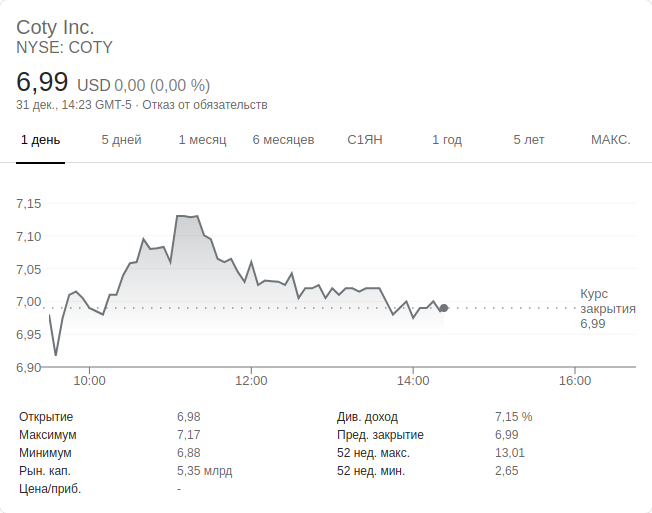 Coty Inc.
NYSE: COTY
6,99 USD 0,00 (0,00 %)
31 дек., 14:23 GMT-5 · Отказ от обязательств
1 день 5 дней 1 месяц 6 месяцев С1ЯН 1 год 5 лет МАКС.
7,15
7,10
7,05
7,00
6,95
6,90
Курс
закрытия
6,99
10:00 12:00 14:00 16:00
Открытие 6,98 Див. доход 7,15 %
Максимум 7,17 Пред. закрытие 6,99
Минимум 6,88 52 нед. макс. 13,01
Рын. кап. 5,35 млрд 52 нед. мин. 2,65
Цена/приб. -